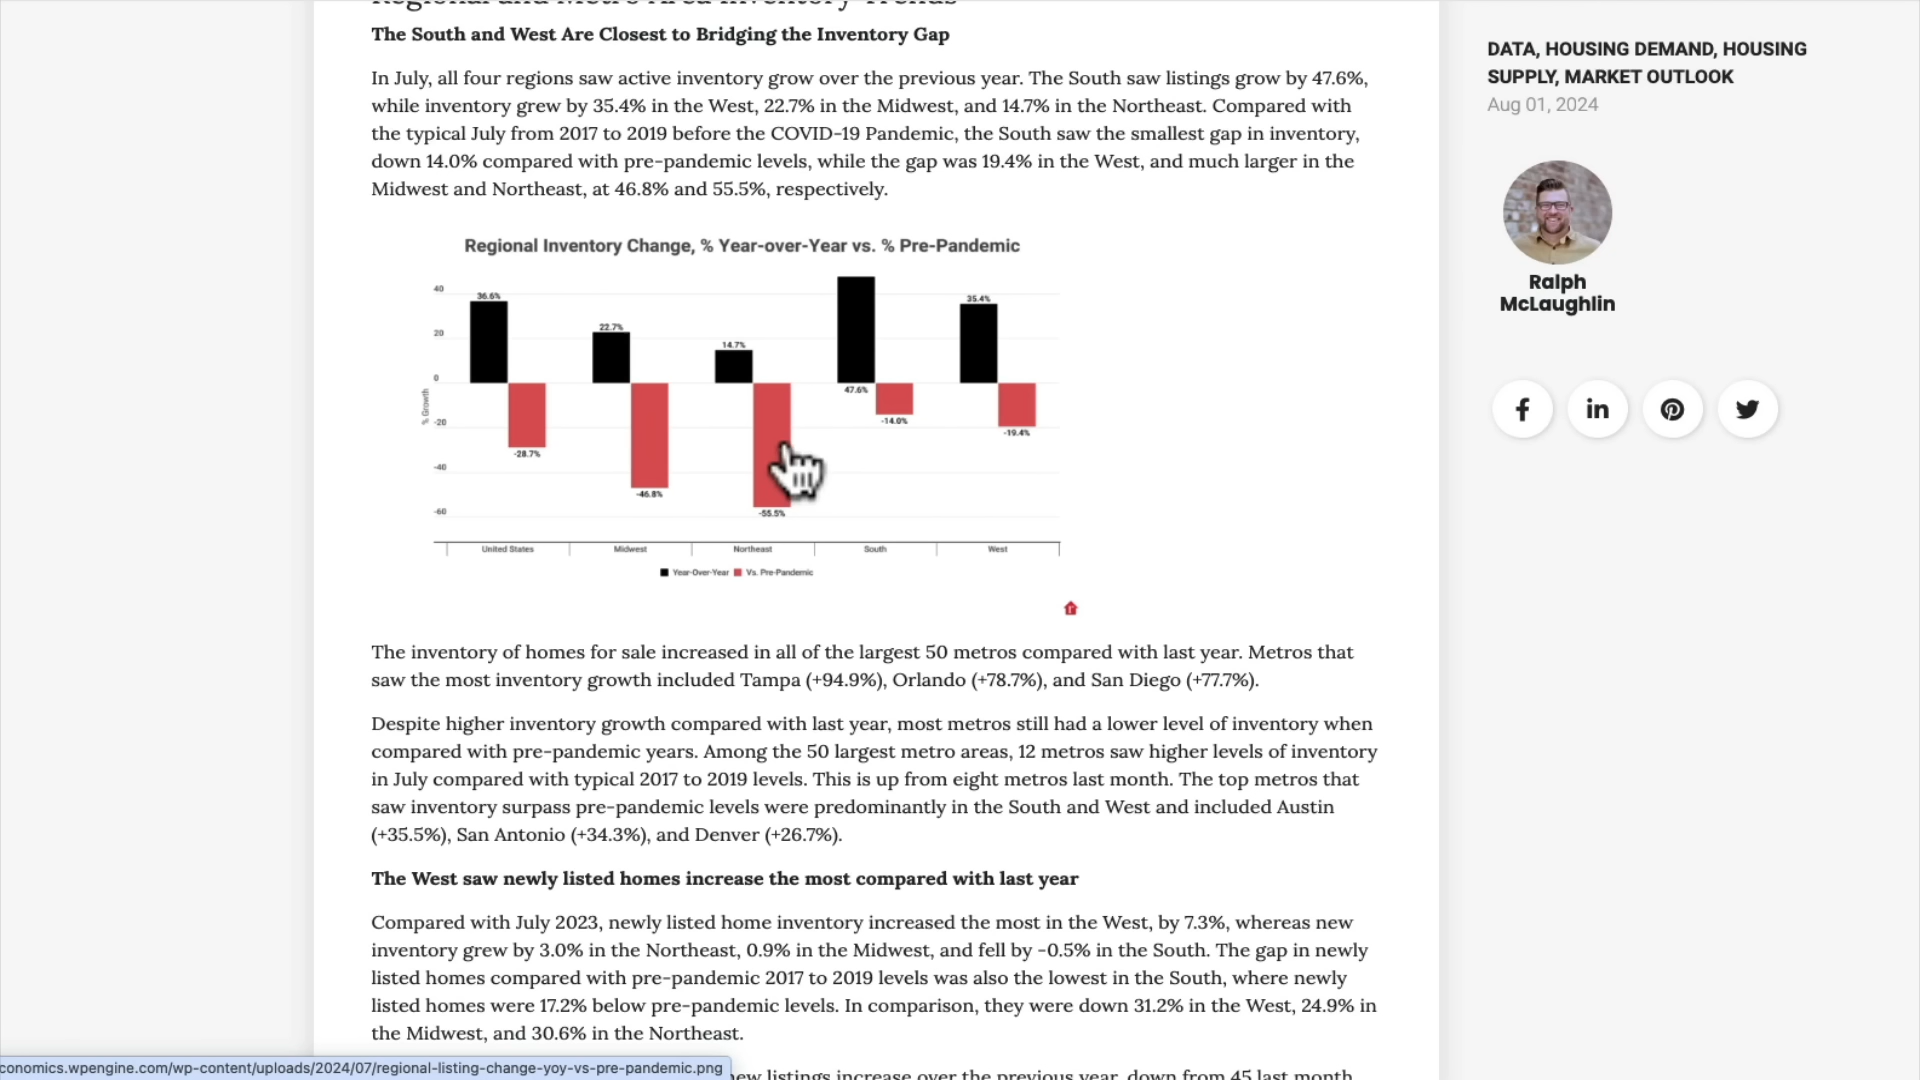 Regional and Metro Area Inventory Trends
The South and West Are Closest to Bridging the Inventory Gap
In July, all four regions saw active inventory grow over the previous year. The South saw listings grow by 47.6%,
while inventory grew by 35.4% in the West, 22.7% in the Midwest, and 14.7% in the Northeast. Compared with
the typical July from 2017 to 2019 before the COVID-19 Pandemic, the South saw the smallest gap in inventory,
down 14.0% compared with pre-pandemic levels, while the gap was 19.4% in the West, and much larger in the
Midwest and Northeast, at 46.8% and 55.5%, respectively.
Regional Inventory Change, % Year-over-Year vs. % Pre-Pandemic
40
20
0
-20
-40
-60
% Growth
36.6%
-28.7%
22.7%
-46.8%
14.7%
-55.5%
47.6%
-14.0%
35.4%
-19.4%
United States
Midwest
Northeast
South
West
Year-Over-Year
Vs. Pre-Pandemic
The inventory of homes for sale increased in all of the largest 50 metros compared with last year. Metros that
saw the most inventory growth included Tampa (+94.9%), Orlando (+78.7%), and San Diego (+77.7%).
Despite higher inventory growth compared with last year, most metros still had a lower level of inventory when
compared with pre-pandemic years. Among the 50 largest metro areas, 12 metros saw higher levels of inventory
in July compared with typical 2017 to 2019 levels. This is up from eight metros last month. The top metros that
saw inventory surpass pre-pandemic levels were predominantly in the South and West and included Austin
(+35.5%), San Antonio (+34.3%), and Denver (+26.7%).
The West saw newly listed homes increase the most compared with last year
Compared with July 2023, newly listed home inventory increased the most in the West, by 7.3%, whereas new
inventory grew by 3.0% in the Northeast, 0.9% in the Midwest, and fell by -0.5% in the South. The gap in newly
listed homes compared with pre-pandemic 2017 to 2019 levels was also the lowest in the South, where newly
listed homes were 17.2% below pre-pandemic levels. In comparison, they were down 31.2% in the West, 24.9% in
the Midwest, and 30.6% in the Northeast.
new listings increase over the previous year, down from 45 last month.
conomics.wpengine.com/wp-content/uploads/2024/07/regional-listing-change-yoy-vs-pre-pandemic.png
DATA, HOUSING DEMAND, HOUSING
SUPPLY, MARKET OUTLOOK
Aug 01, 2024
Ralph
McLaughlin